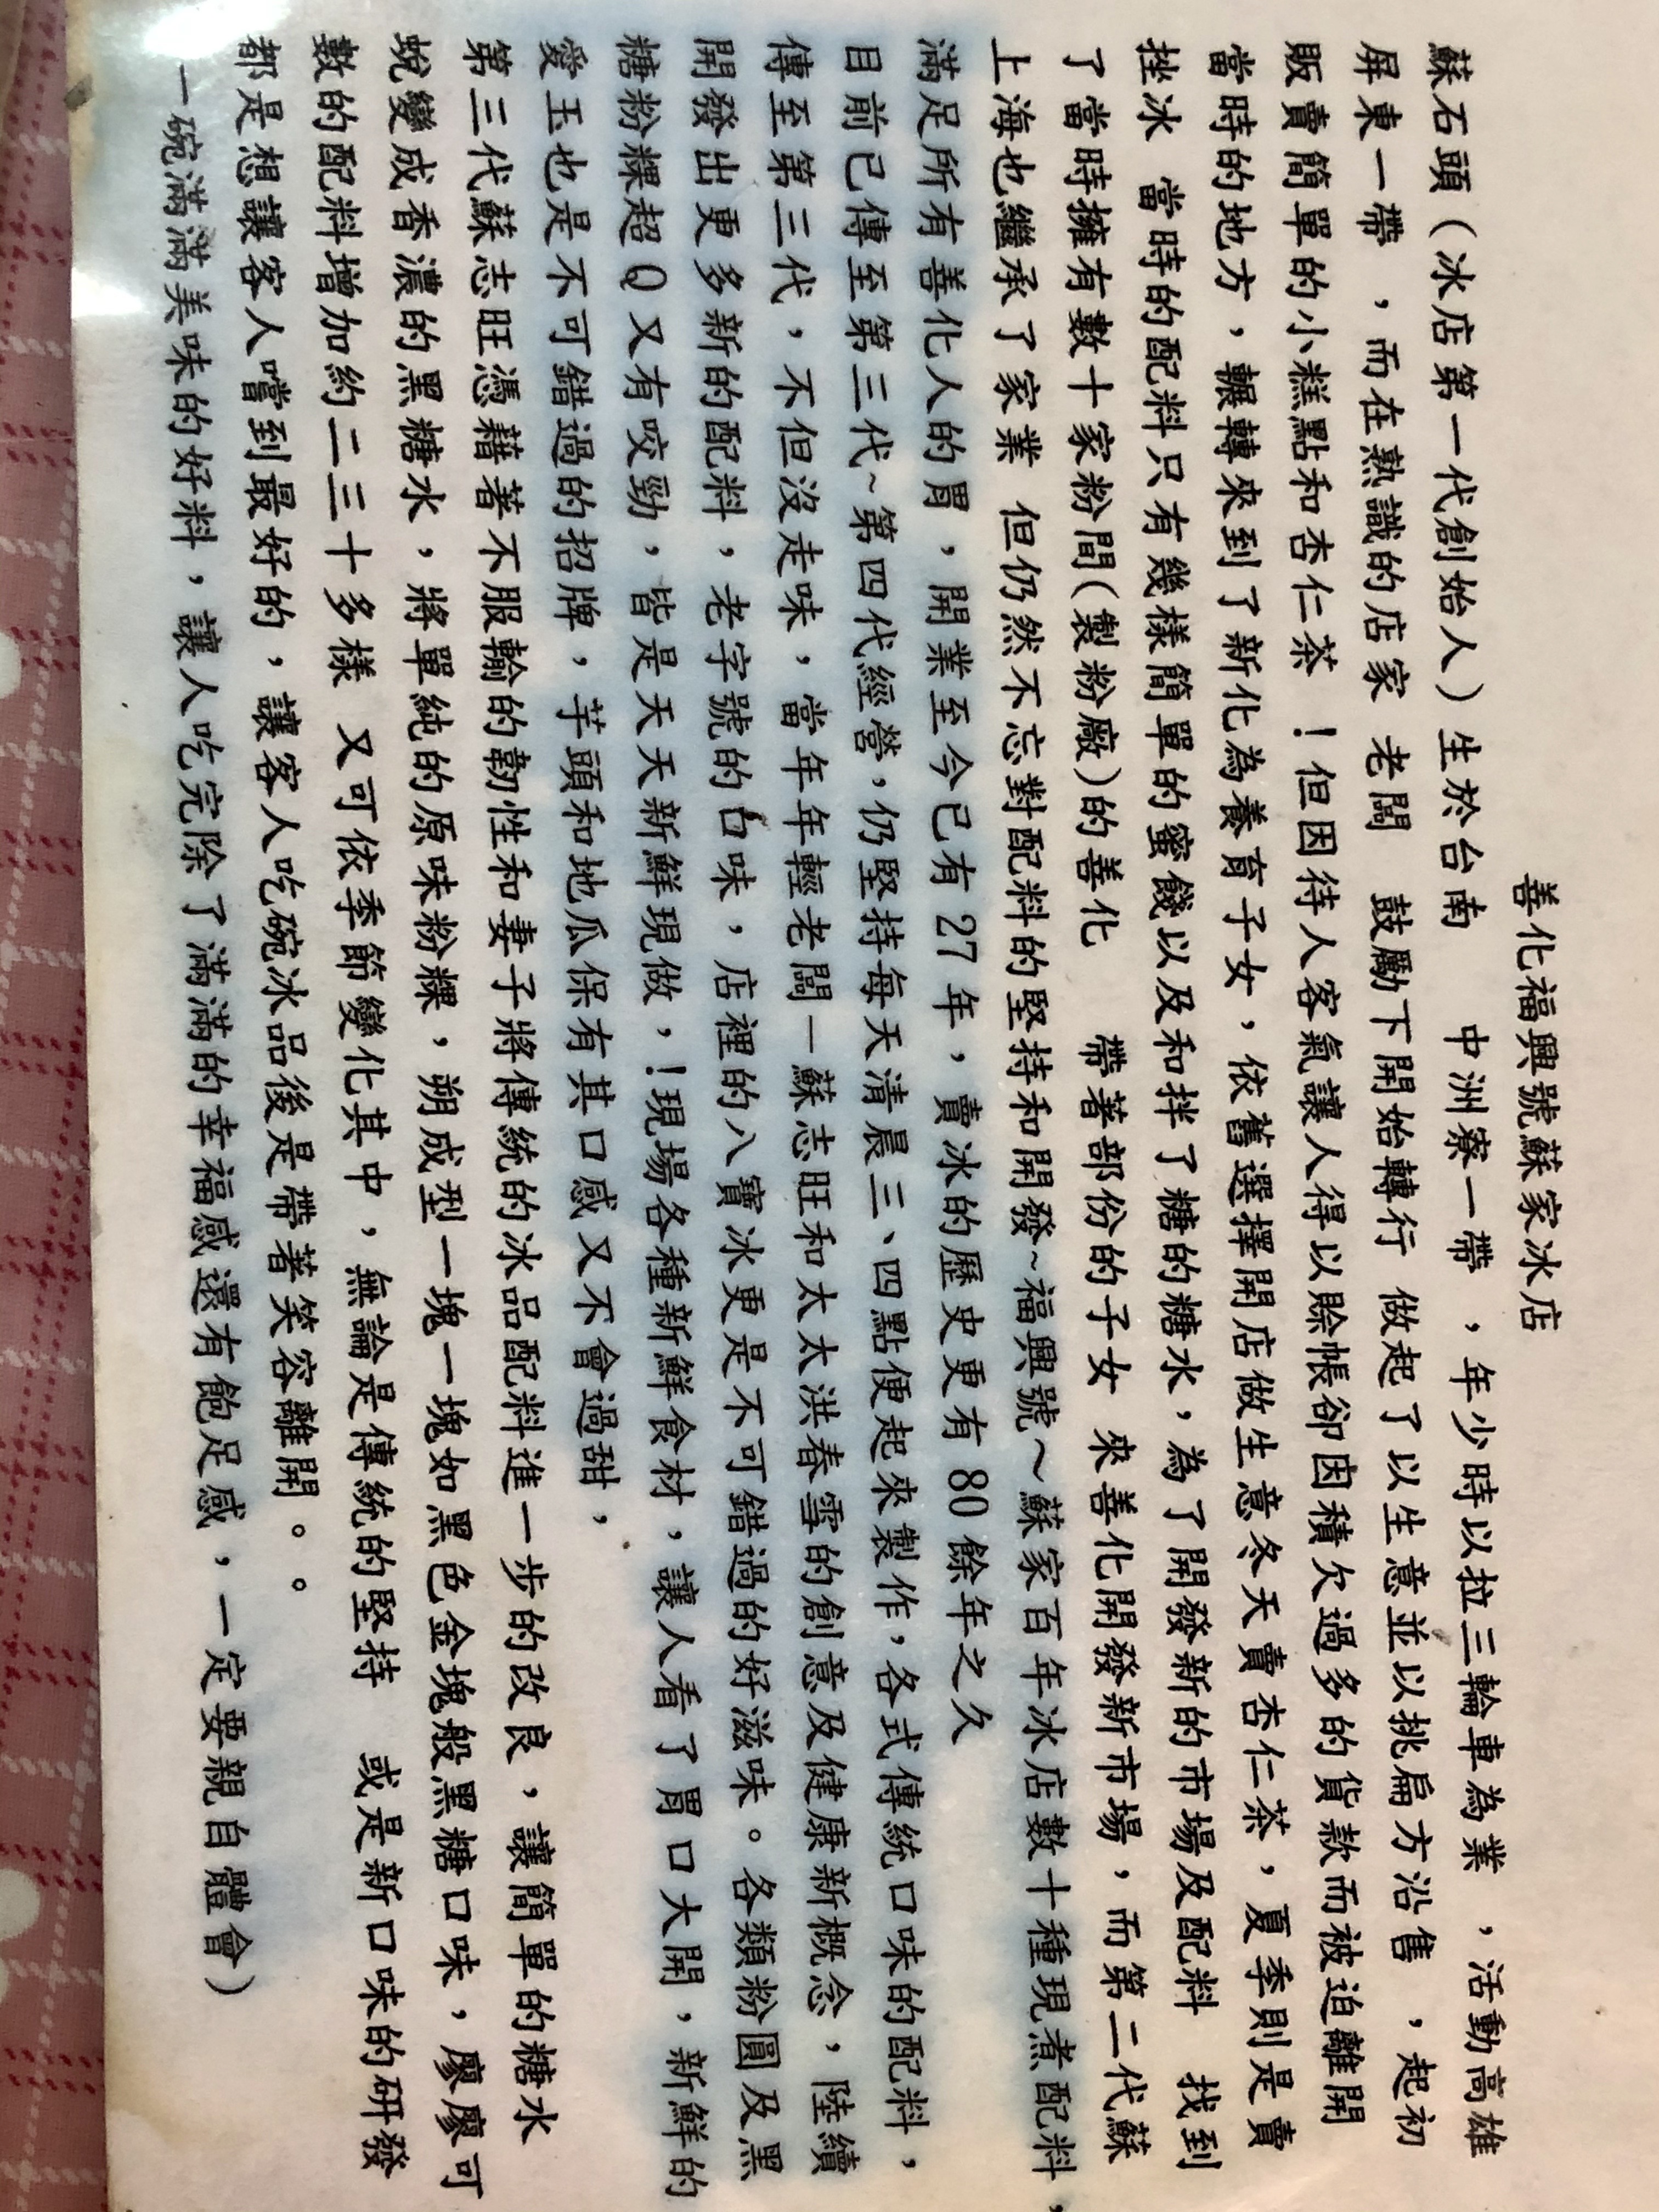 善化福興號蘇家冰店
蘇石頭（冰店第一代創始人）生於台南　中洲寮一帶 ，年少時以拉三輪車為業 ，活動高雄
屏東一帶 ，而在熟識的店家 老闆　鼓勵下開始轉行 做起了以生意並以挑扁方沿售 ，起初
販賣簡單的小糕點和杏仁茶 ！但因待人客氣讓人得以賒帳卻因積欠過多的貨款而被迫離開
當時的地方，輾轉來到了新化為養育子女，依舊選擇開店做生意冬天賣杏仁茶，夏季則是賣
挫冰 當時的配料只有幾樣簡單的蜜餞以及和拌了糖的糖水，為了開發新的市場及配料　找到
了當時擁有數十家粉間(製粉廠)的善化　帶著部份的子女 來善化開發新市場，而第二代蘇
上海也繼承了家業 但仍然不忘對配料的堅持和開發~福興號～蘇家百年冰店數十種現煮配料，
滿足所有善化人的胃，開業至今已有 27 年，賣冰的歷史更有 80 餘年之久
目前已傳至第三代~第四代經營，仍堅持每天清晨三、四點便起來製作，各式傳統口味的配料，
傳至第三代，不但沒走味，當年年輕老闆－蘇志旺和太太洪春雪的創意及健康新概念，陸續
開發出更多新的配料，老字號的口味，店裡的八寶冰更是不可錯過的好滋味。各類粉圓及黑
糖粉粿超 Q 又有咬勁，皆是天天新鮮現做，!現場各種新鮮食材，讓人看了胃口大開，新鮮的
愛玉也是不可錯過的招牌，芋頭和地瓜保有其口感又不會過甜，
第三代蘇志旺憑藉著不服輸的韌性和妻子將傳統的冰品配料進一步的改良，讓簡單的糖水
蛻變成香濃的黑糖水，將單純的原味粉粿，朔成型一塊一塊如黑色金塊般黑糖口味，廖廖可
數的配料增加約二三十多樣 又可依季節變化其中，無論是傳統的堅持　或是新口味的研發
都是想讓客人嚐到最好的，讓客人吃碗冰品後是帶著笑容離開。。
一碗滿滿美味的好料，讓人吃完除了滿滿的幸福感還有飽足感，一定要親自體會）